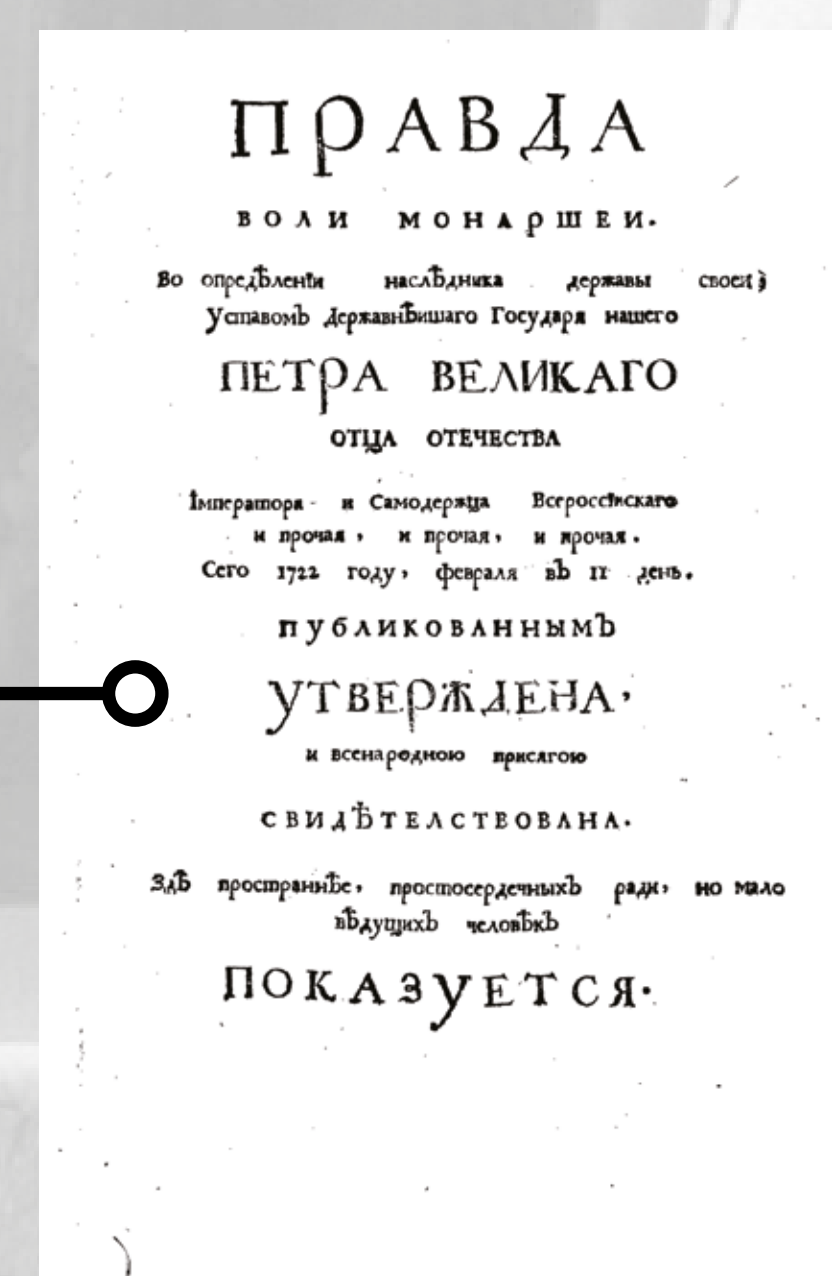 ПРАВДА
ВОЛИ МОНАРШЕИ.
Во опредѣленїи наслѣдника державы своеи;
Уставомъ Державнѣишаго Государя нашего
ПЕТРА ВЕЛИКАГО
ОТЦА ОТЕЧЕСТВА
Імператора и Самодержца Всероссїискаго
и прочая, и прочая, и прочая.
Сего 1722 году, февраля въ 11 день.
ПУБЛИКОВАННЫМЪ
УТВЕРЖДЕНА,
и всенародною присягою
СВИДѢТЕЛСТВОВАНА.
Здѣ пространнѣе, простосердечныхъ ради, но мало
вѣдущихъ человѣкъ
ПОКАЗУЕТСЯ.